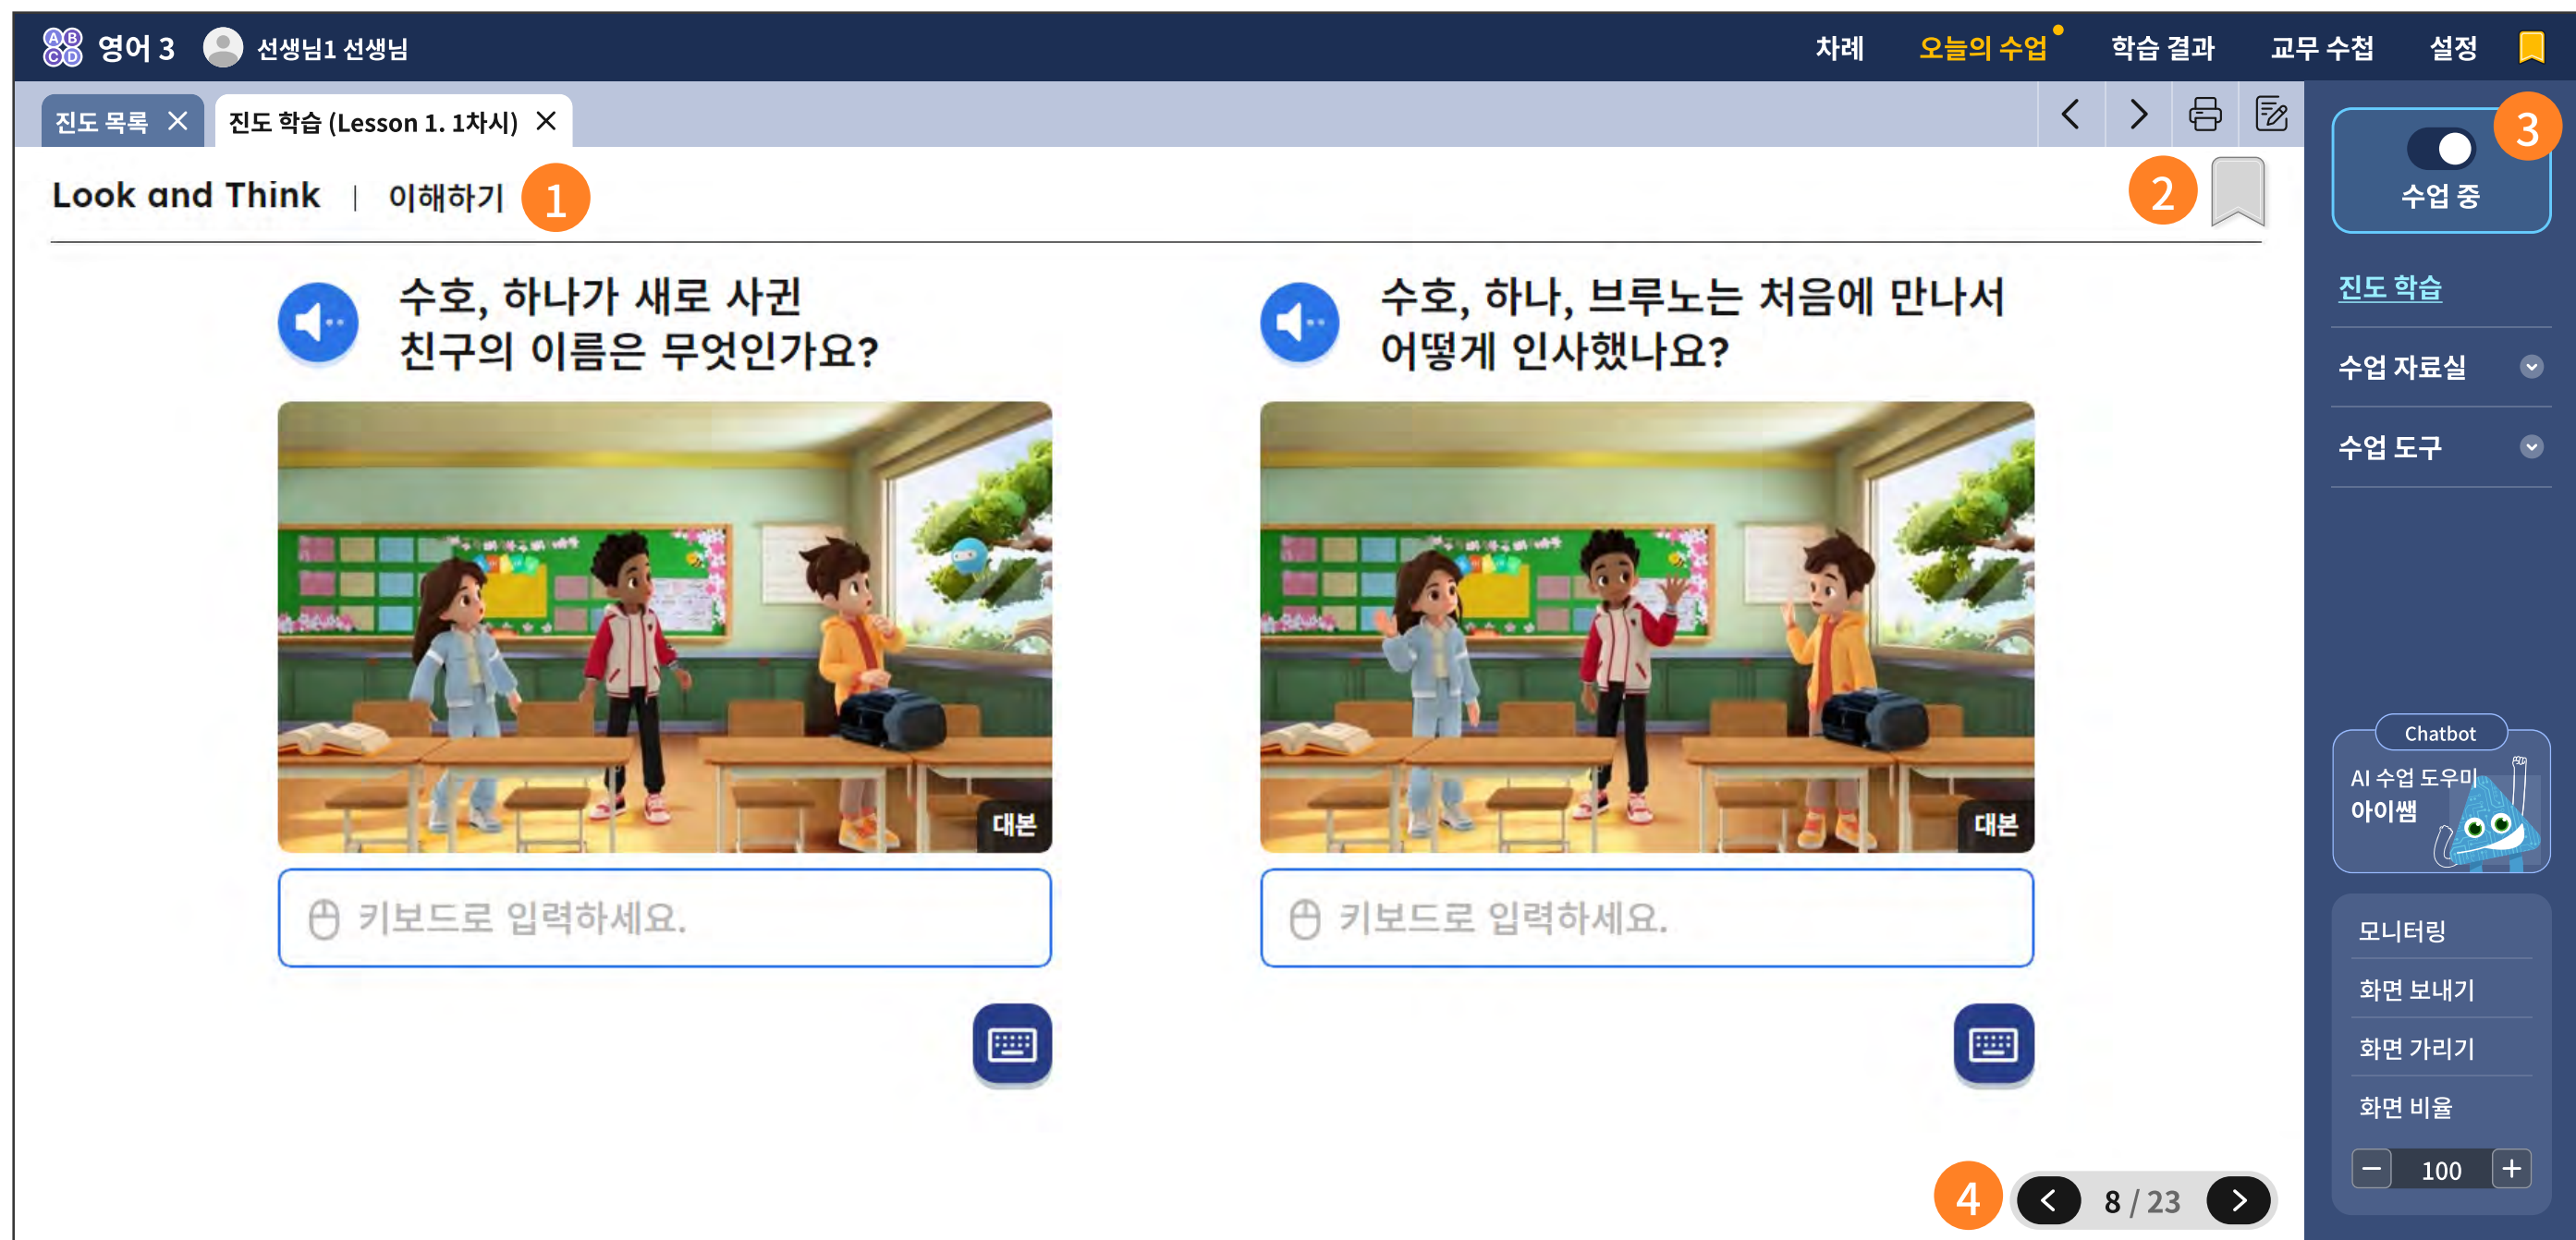 A B C D 영어 3 선생님1 선생님 차례 오늘의 수업 학습 결과 교무 수첩 설정
진도 목록 진도 학습 (Lesson 1. 1차시)
Look and Think | 이해하기 1
2
3
수업 중
진도 학습
수업 자료실
수업 도구
수호, 하나가 새로 사귄
친구의 이름은 무엇인가요?
대본
키보드로 입력하세요.
수호, 하나, 브루노는 처음에 만나서
어떻게 인사했나요?
대본
키보드로 입력하세요.
Chatbot
AI 수업 도우미
아이쌤
모니터링
화면 보내기
화면 가리기
화면 비율
100
4
8 / 23